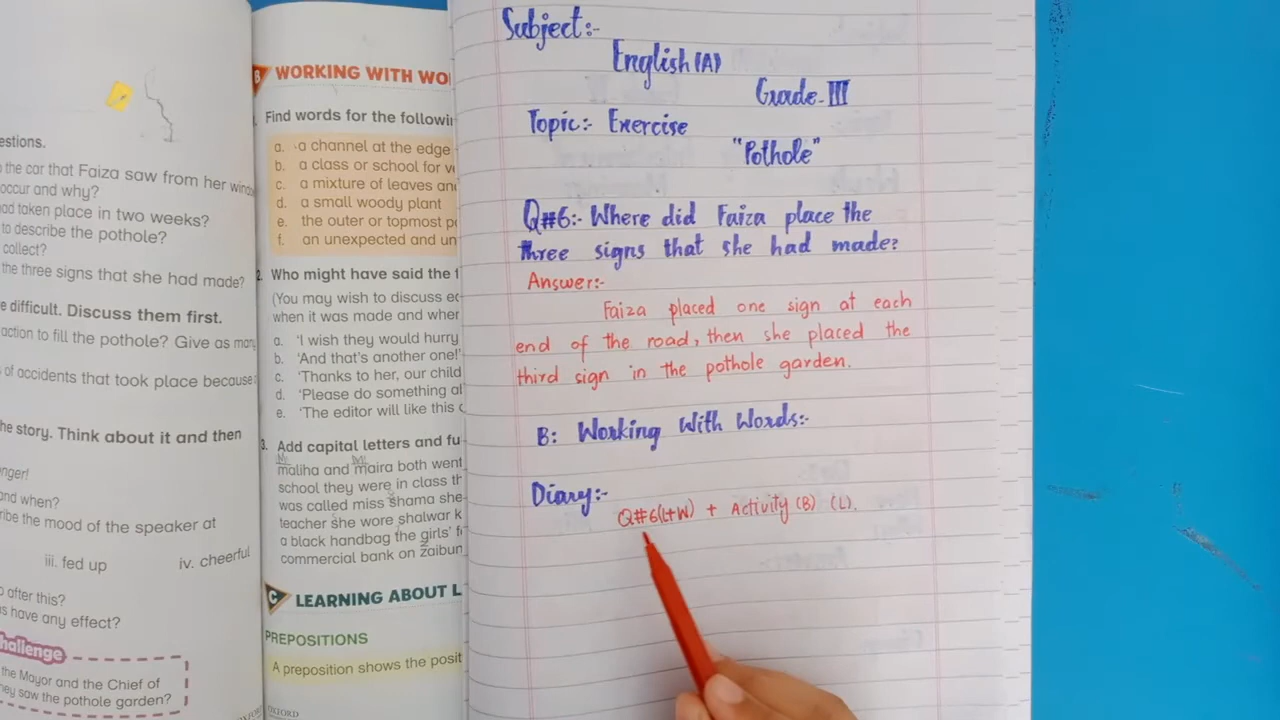 estions.
the car that Faiza saw from her
occur and why?
had taken place in two weeks?
to describe the pothole?
collect?
the three signs that she had made?
e difficult. Discuss them first.
action to fill the pothole? Give as many
of accidents that took place because
he story. Think about it and then
nger!
and when?
ribe the mood of the speaker at
iii. fed up
iv. cheerful
after this?
s have any effect?
hallenge
the Mayor and the Chief of
hey saw the pothole garden?
B WORKING WITH WO
Find words for the followin
a. a channel at the edge
b. a class or school for
c. a mixture of leaves an
d. a small woody plant
e. the outer or topmost
f. an unexpected and un
2. Who might have said the
(You may wish to discuss
when it was made and wher
a. 'I wish they would hurry
b. 'And that's another one!'
c. 'Thanks to her, our child
d. 'Please do something al
e. 'The editor will like this
3. Add capital letters and fu
M M
maliha and maira both went
school they were in class th
was called miss shama she
teacher she wore shalwar k
a black handbag the girls' f
commercial bank on zaibun
C LEARNING ABOUT L
PREPOSITIONS
A preposition shows the posit
OXFORD
Subject:-
English (A)
Grade-III
Topic:- Exercise
"Pothole"
Q#6:- Where did Faiza place the
three signs that she had made?
Answer:-
Faiza placed one sign at each
end of the road, then she placed the
third sign in the pothole garden.
B: Working With Words:-
Diary:-
Q#6(L+W) + Activity (B) (L).